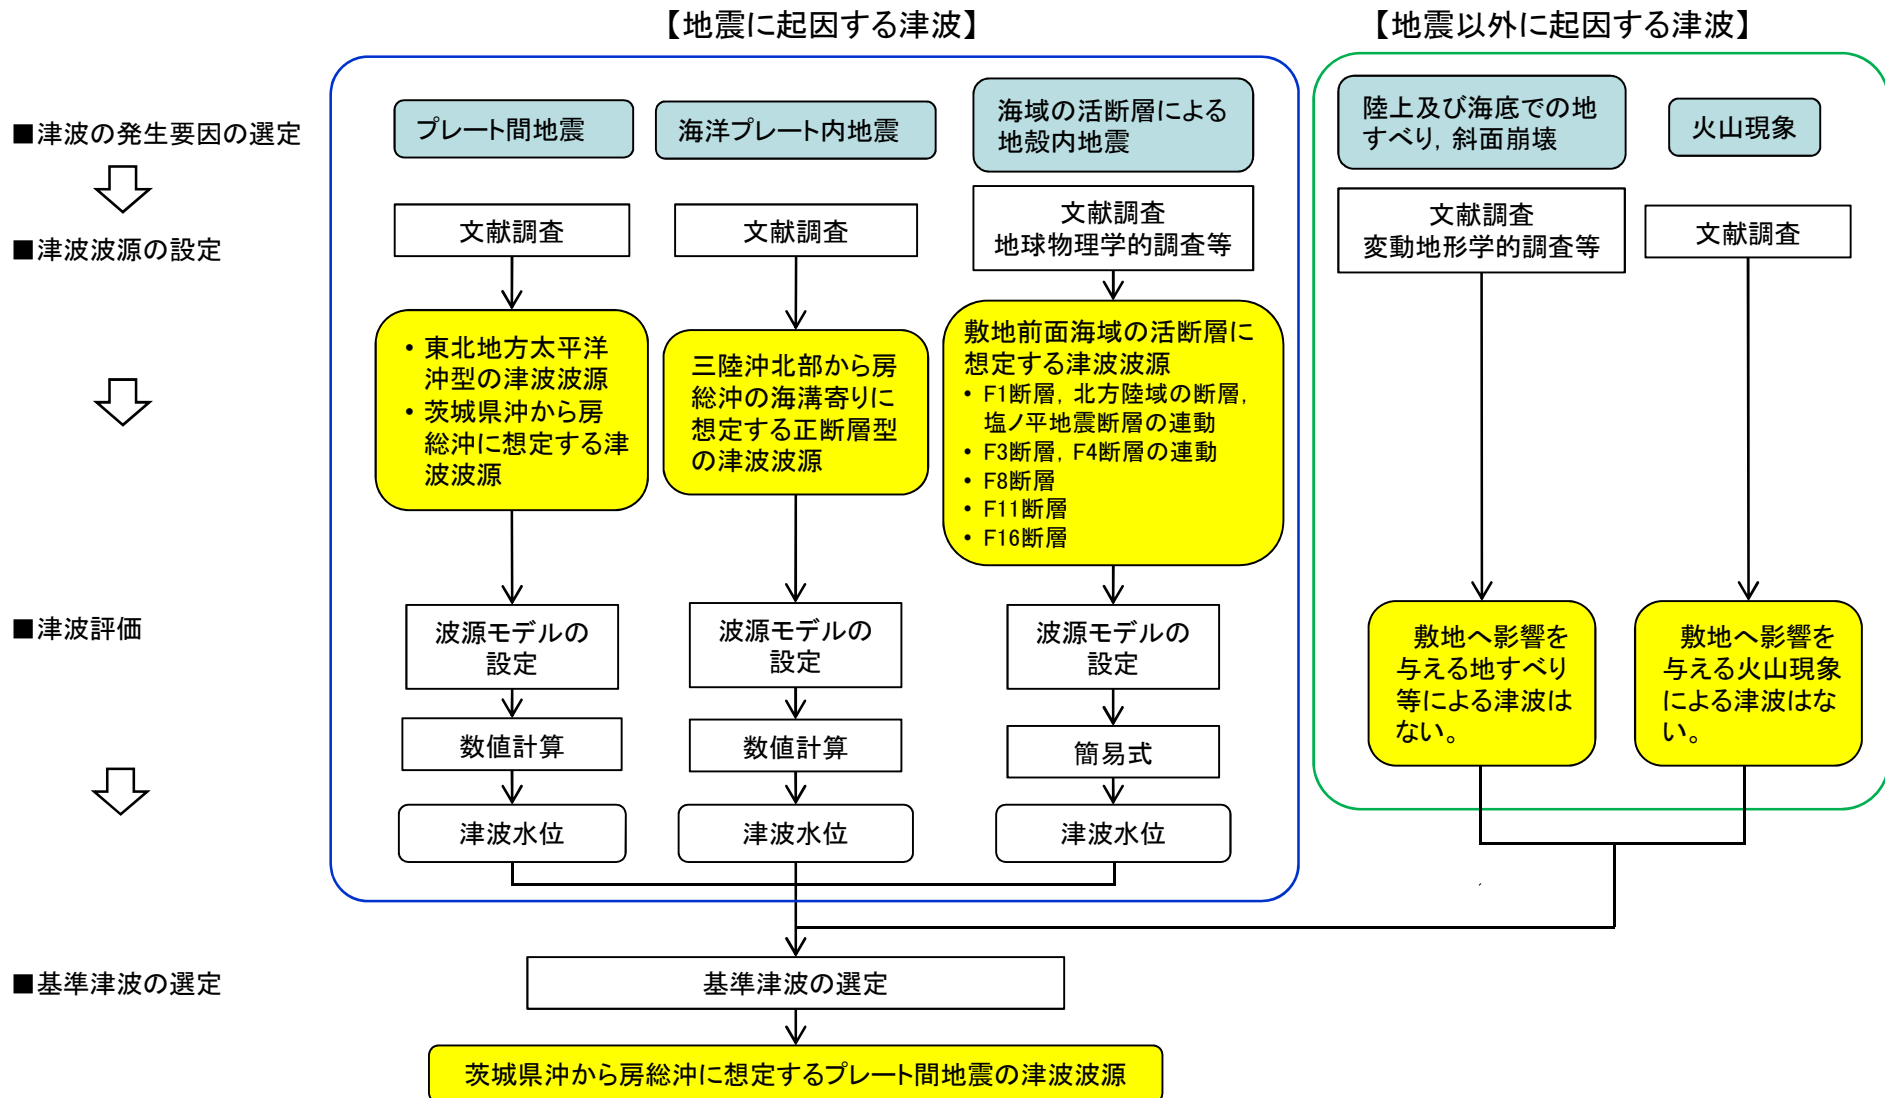 【地震に起因する津波】
【地震以外に起因する津波】
■津波の発生要因の選定
プレート間地震
海洋プレート内地震
海域の活断層による
地殻内地震
陸上及び海底での地
すべり, 斜面崩壊
火山現象
■津波波源の設定
文献調査
文献調査
文献調査
地球物理学的調査等
文献調査
変動地形学的調査等
文献調査
• 東北地方太平洋
沖型の津波波源
• 茨城県沖から房
総沖に想定する津
波波源
三陸沖北部から房
総沖の海溝寄りに
想定する正断層型
の津波波源
敷地前面海域の活断層に
想定する津波波源
• F1断層, 北方陸域の断層,
塩ノ平地震断層の連動
• F3断層, F4断層の連動
• F8断層
• F11断層
• F16断層
■津波評価
波源モデルの
設定
波源モデルの
設定
波源モデルの
設定
敷地へ影響を
与える地すべり
等による津波は
ない。
敷地へ影響を
与える火山現象
による津波はな
い。
数値計算
数値計算
簡易式
津波水位
津波水位
津波水位
■基準津波の選定
基準津波の選定
茨城県沖から房総沖に想定するプレート間地震の津波波源